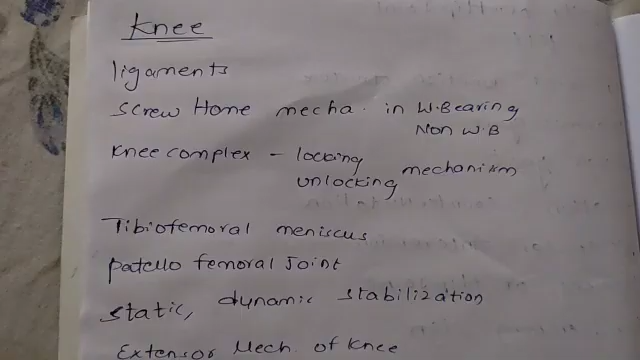 Knee
ligaments
Screw Home mecha. in W.Bearing
Non W.B
Knee complex - locking
unlocking mechanism
Tibiofemoral meniscus
patello femoral Joint
static, dynamic stabilization
Extensor Mech. of Knee